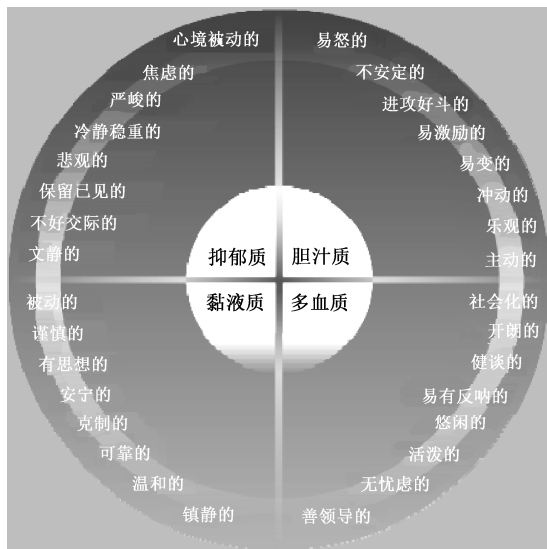 心境被动的
易怒的
焦虑的
不安定的
严峻的
进攻好斗的
冷静稳重的
易激励的
悲观的
易变的
保留已见的
冲动的
不好交际的
乐观的
文静的
主动的
抑郁质
胆汁质
黏液质
多血质
被动的
社会化的
谨慎的
开朗的
有思想的
健谈的
安宁的
易有反呐的
克制的
悠闲的
可靠的
活泼的
温和的
无忧虑的
镇静的
善领导的